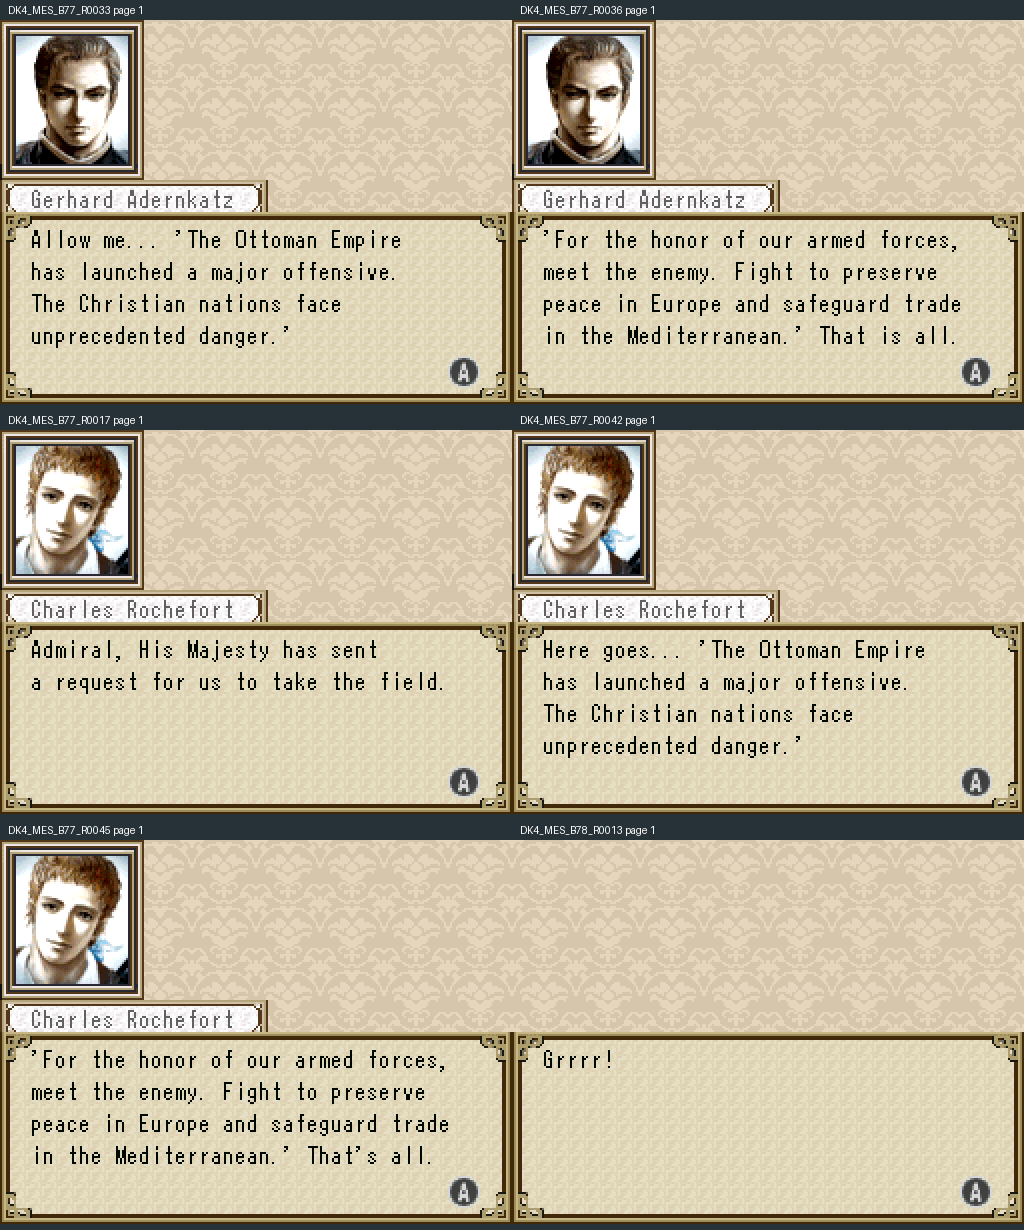 DK4_MES_B77_R0033 page 1
Gerhard Adernkatz
Allow me... 'The Ottoman Empire
has launched a major offensive.
The Christian nations face
unprecedented danger.'
A
DK4_MES_B77_R0036 page 1
Gerhard Adernkatz
'For the honor of our armed forces,
meet the enemy. Fight to preserve
peace in Europe and safeguard trade
in the Mediterranean.' That is all.
A
DK4_MES_B77_R0017 page 1
Charles Rochefort
Admiral, His Majesty has sent
a request for us to take the field.
A
DK4_MES_B77_R0042 page 1
Charles Rochefort
Here goes... 'The Ottoman Empire
has launched a major offensive.
The Christian nations face
unprecedented danger.'
A
DK4_MES_B77_R0045 page 1
Charles Rochefort
'For the honor of our armed forces,
meet the enemy. Fight to preserve
peace in Europe and safeguard trade
in the Mediterranean.' That's all.
A
DK4_MES_B78_R0013 page 1
Grrrr!
A